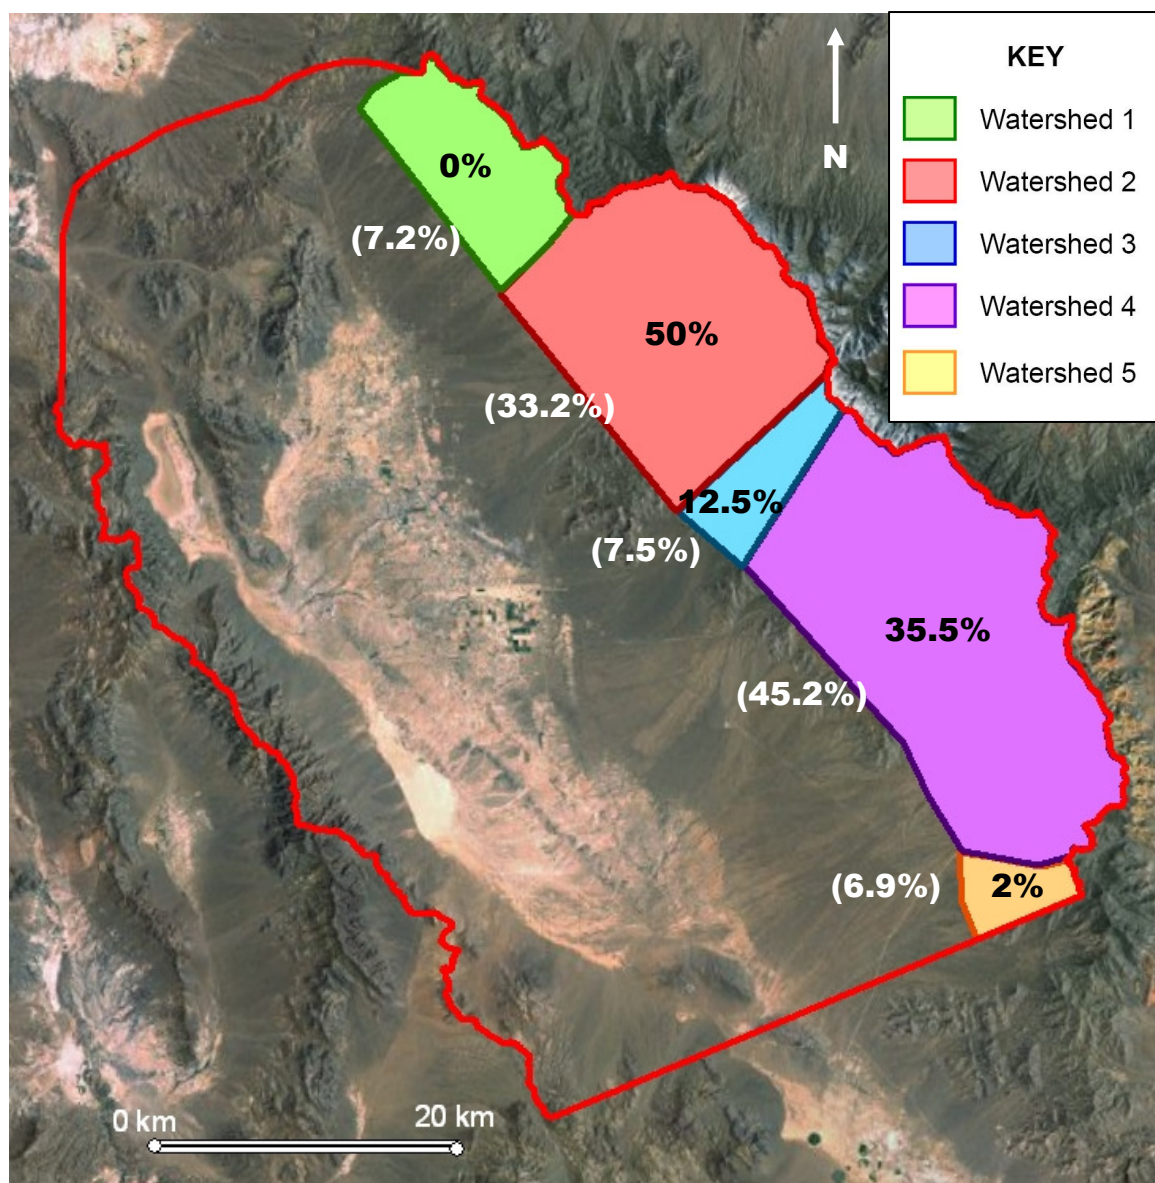 KEY
Watershed 1
Watershed 2
Watershed 3
Watershed 4
Watershed 5
N
0%
(7.2%)
50%
(33.2%)
12.5%
(7.5%)
35.5%
(45.2%)
2%
(6.9%)
0 km
20 km